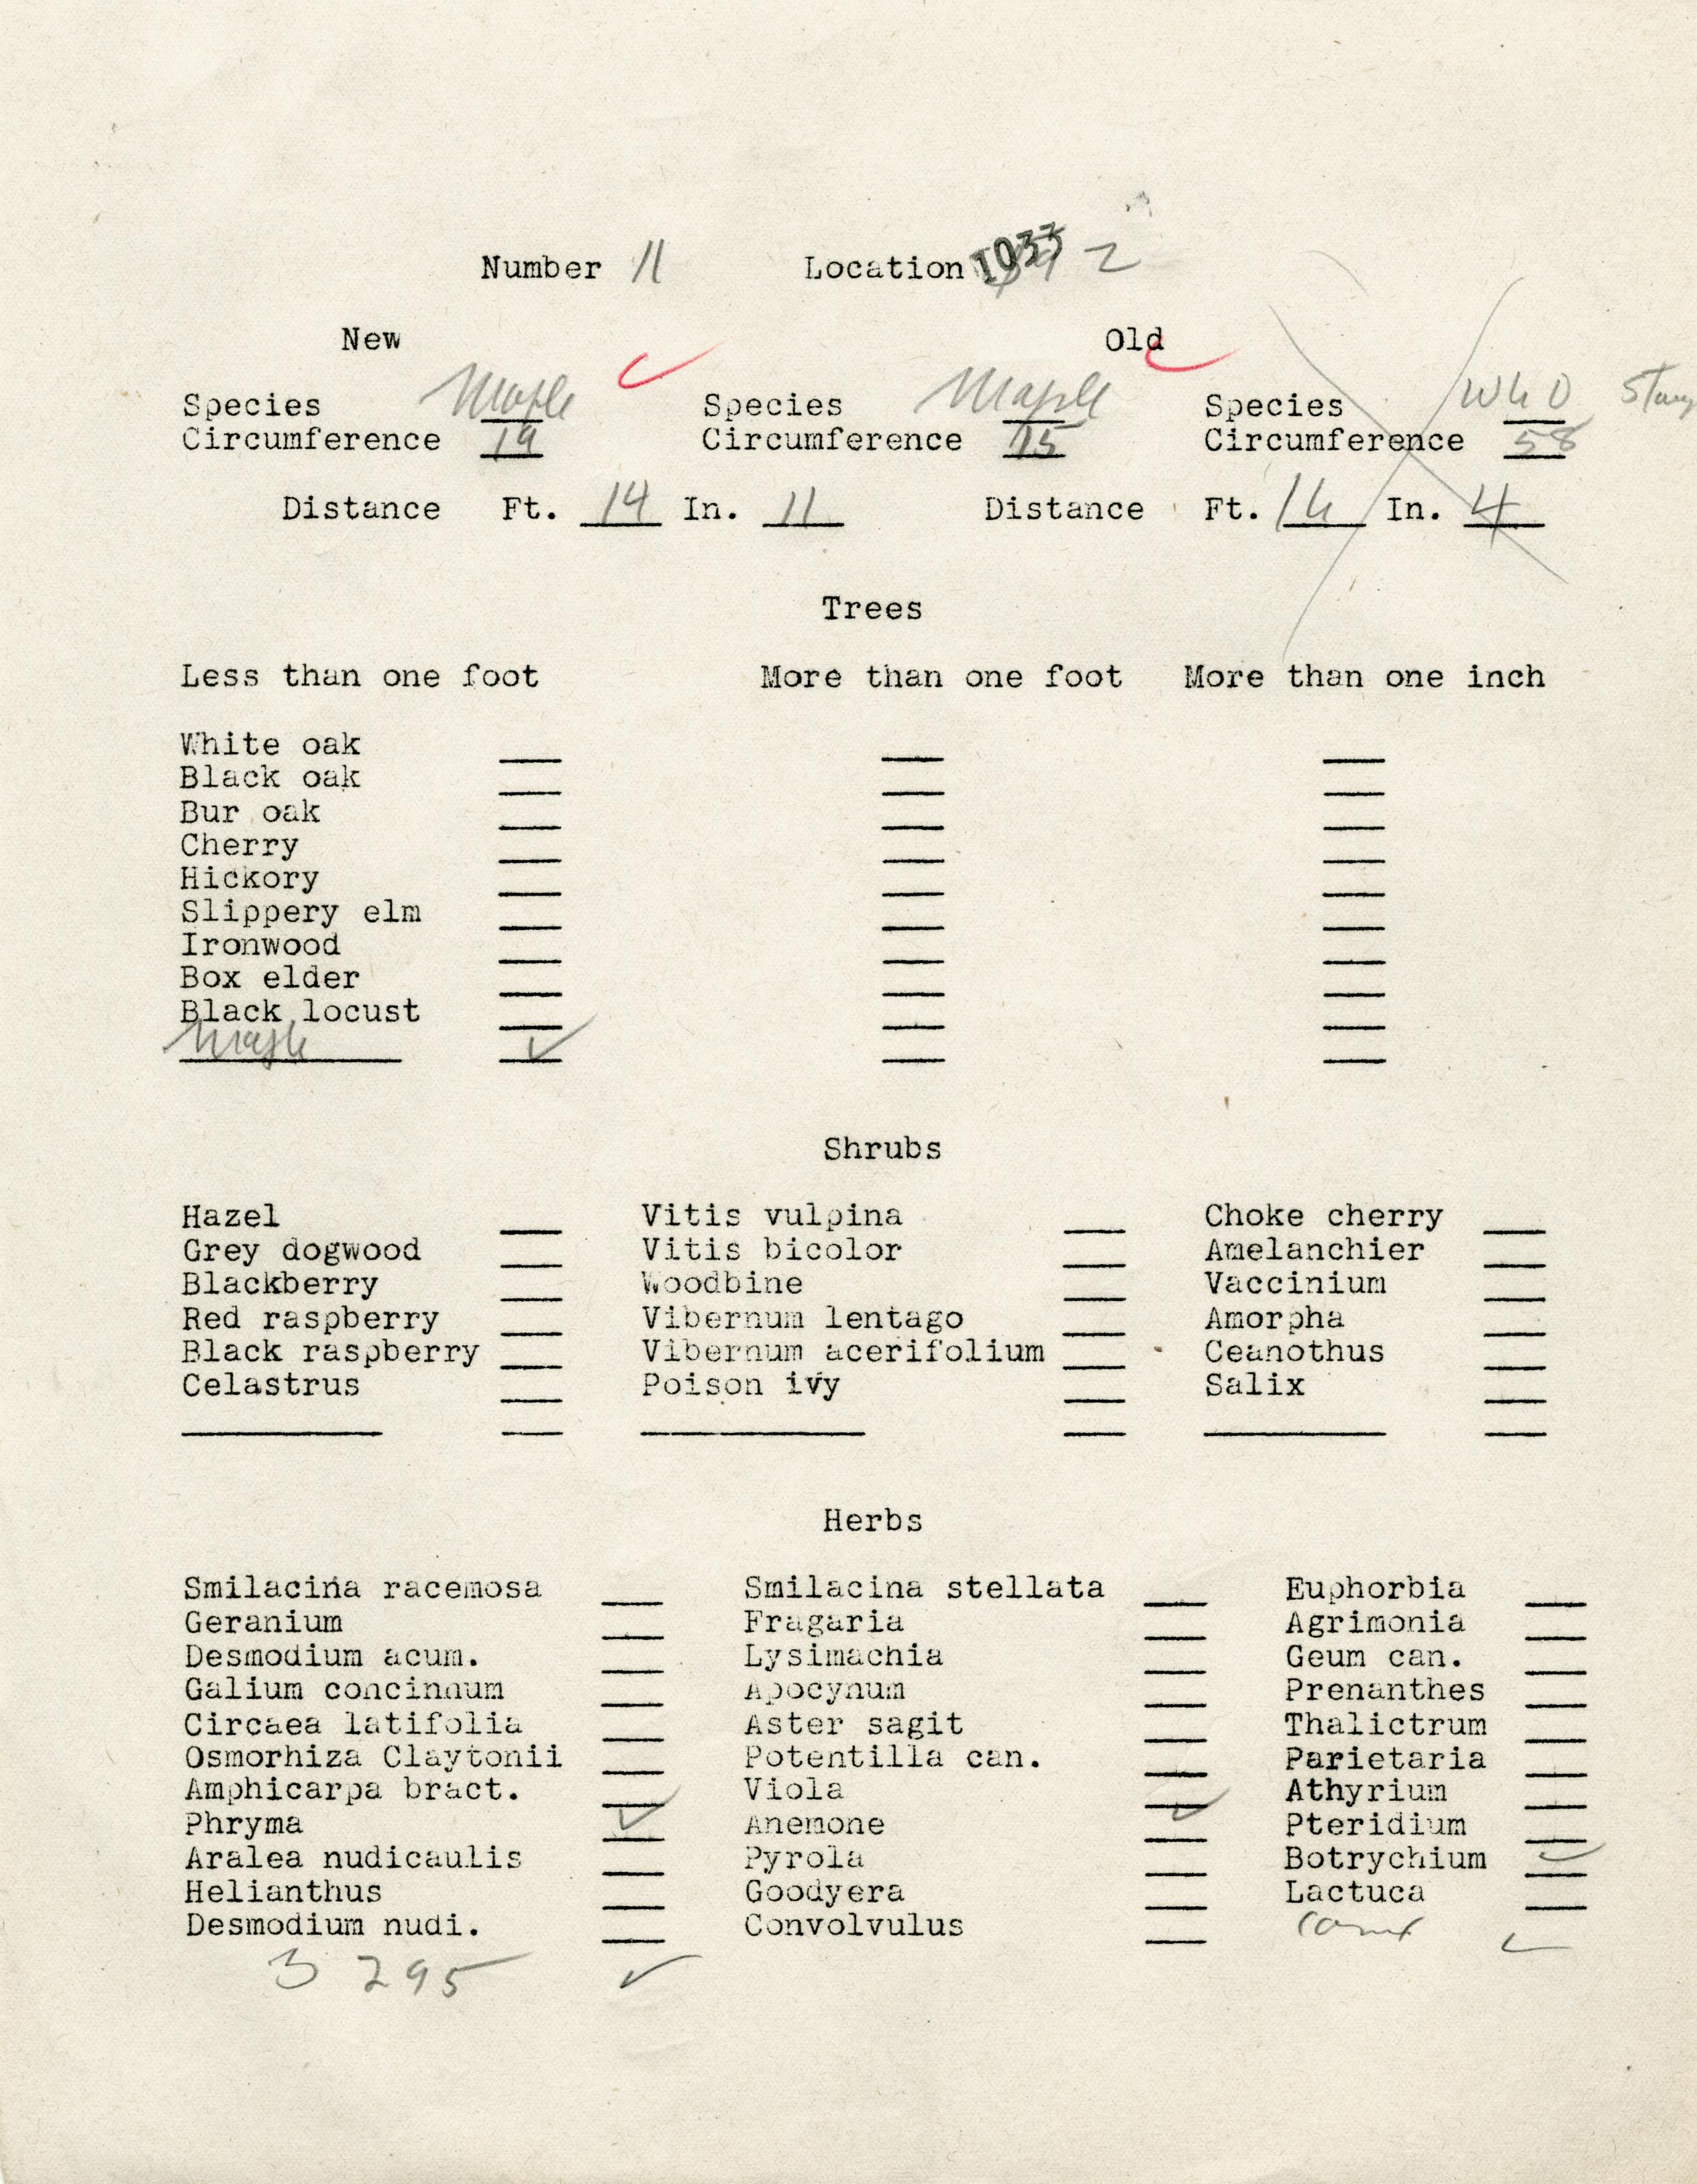 Number 11 Location 1933 2
New Old
Species Maple Species Maple Species Wh O
Circumference 19 Circumference 15 Circumference 58
Distance Ft. 14 In. 11 Distance Ft. 16 In. 4
Trees
Less than one foot More than one foot More than one inch
White oak
Black oak
Bur oak
Cherry
Hickory
Slippery elm
Ironwood
Box elder
Black locust
Maple ✓
Shrubs
Hazel Vitis vulpina Choke cherry
Grey dogwood Vitis bicolor Amelanchier
Blackberry Woodbine Vaccinium
Red raspberry Vibernum lentago Amorpha
Black raspberry Vibernum acerifolium Ceanothus
Celastrus Poison ivy Salix
Herbs
Smilacina racemosa Smilacina stellata Euphorbia
Geranium Fragaria Agrimonia
Desmodium acum. Lysimachia Geum can.
Galium concinnum Apocynum Prenanthes
Circaea latifolia Aster sagit Thalictrum
Osmorhiza Claytonii Potentilla can. Parietaria
Amphicarpa bract. Viola Athyrium
Phryma ✓ Anemone ✓ Pteridium
Aralea nudicaulis Pyrola Botrychium ✓
Helianthus Goodyera Lactuca
Desmodium nudi. Convolvulus
3 295 ✓